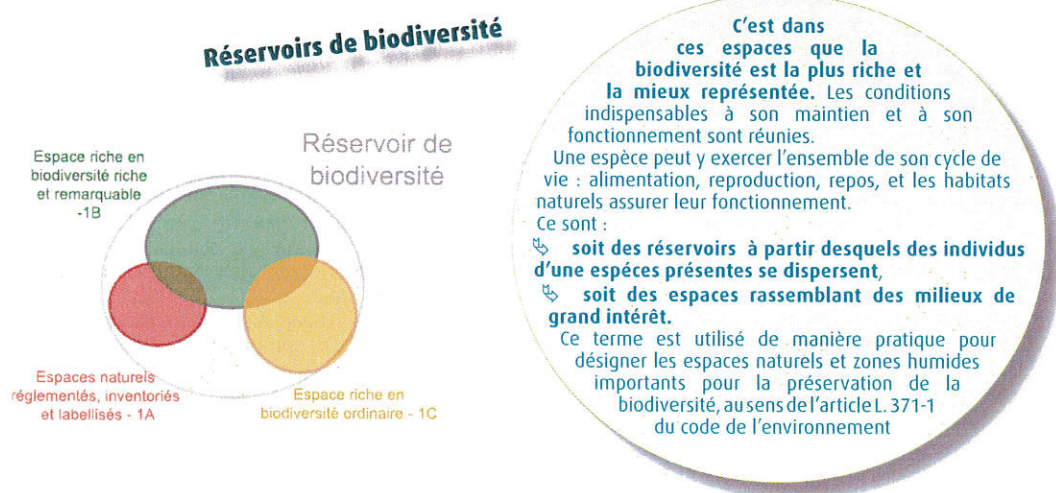 Réservoirs de biodiversité
Réservoir de
biodiversité
Espace riche en
biodiversité riche
et remarquable
-1B
Espaces naturels
réglementés, inventoriés
et labellisés - 1A
Espace riche en
biodiversité ordinaire - 1C
C'est dans
ces espaces que la
biodiversité est la plus riche et
la mieux représentée. Les conditions
indispensables à son maintien et à son
fonctionnement sont réunies.
Une espèce peut y exercer l'ensemble de son cycle de
vie : alimentation, reproduction, repos, et les habitats
naturels assurer leur fonctionnement.
Ce sont :
soit des réservoirs à partir desquels des individus
d'une espéces présentes se dispersent,
soit des espaces rassemblant des milieux de
grand intérêt.
Ce terme est utilisé de manière pratique pour
désigner les espaces naturels et zones humides
importants pour la préservation de la
biodiversité, au sens de l'article L. 371-1
du code de l'environnement